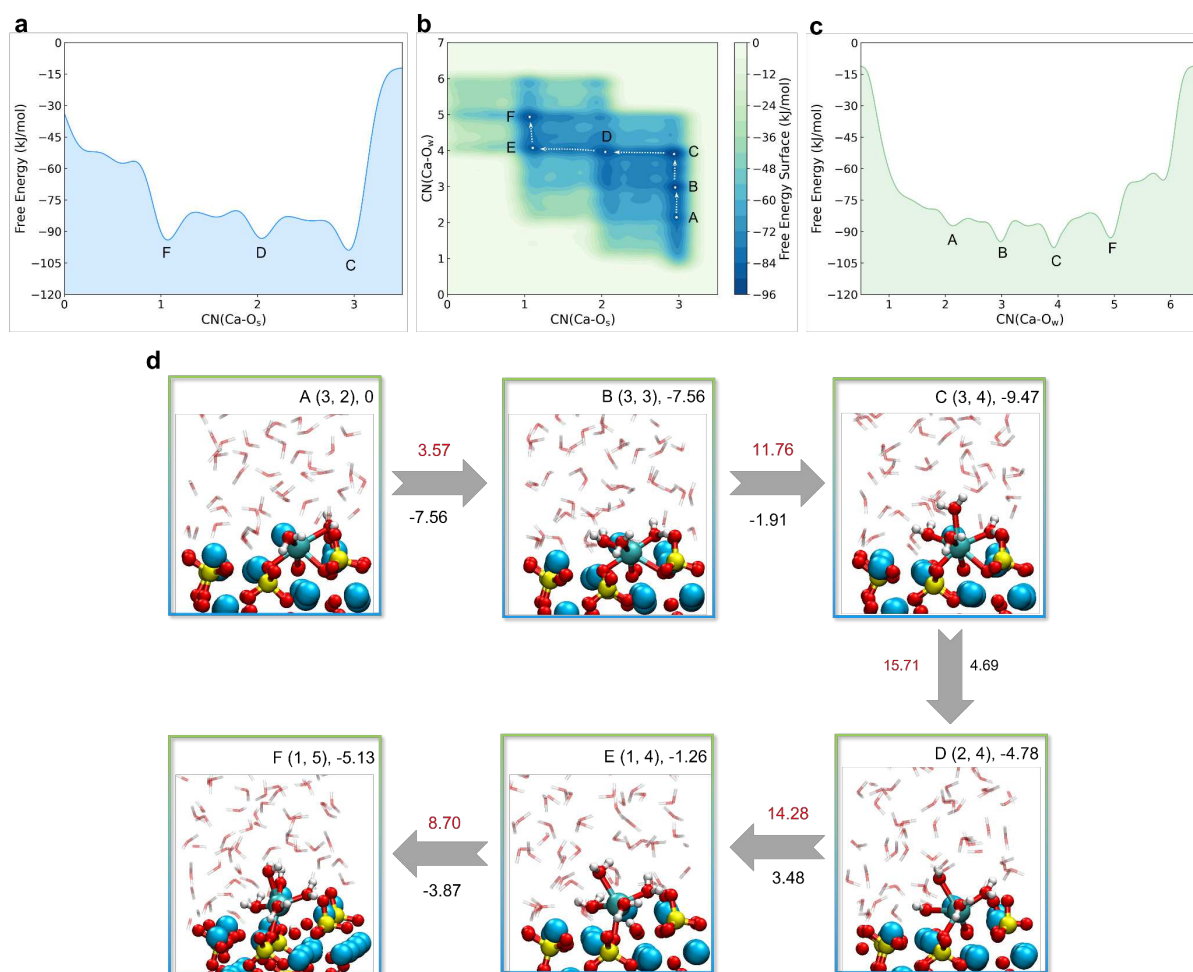 a
b
c
0
−15
−30
−45
−60
−75
−90
−105
−120
Free Energy (kJ/mol)
F
D
C
0
1
2
3
CN(Ca-Os)
7
6
5
4
3
2
1
0
CN(Ca-Ow)
F
E
D
C
B
A
0
1
2
3
CN(Ca-Os)
0
−12
−24
−36
−48
−60
−72
−84
−96
Free Energy Surface (kJ/mol)
0
−15
−30
−45
−60
−75
−90
−105
−120
Free Energy (kJ/mol)
A
B
C
F
1
2
3
4
5
6
CN(Ca-Ow)
d
A (3, 2), 0
3.57
-7.56
B (3, 3), -7.56
11.76
-1.91
C (3, 4), -9.47
15.71
4.69
D (2, 4), -4.78
14.28
3.48
E (1, 4), -1.26
8.70
-3.87
F (1, 5), -5.13